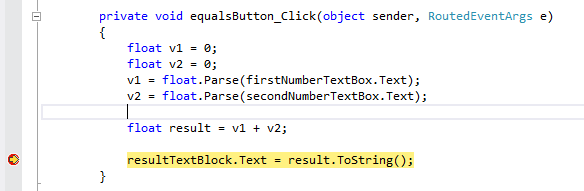 private void equalsButton_Click(object sender, RoutedEventArgs e)
{
float v1 = 0;
float v2 = 0;
v1 = float.Parse(firstNumberTextBox.Text);
v2 = float.Parse(secondNumberTextBox.Text);
float result = v1 + v2;
resultTextBlock.Text = result.ToString();
}